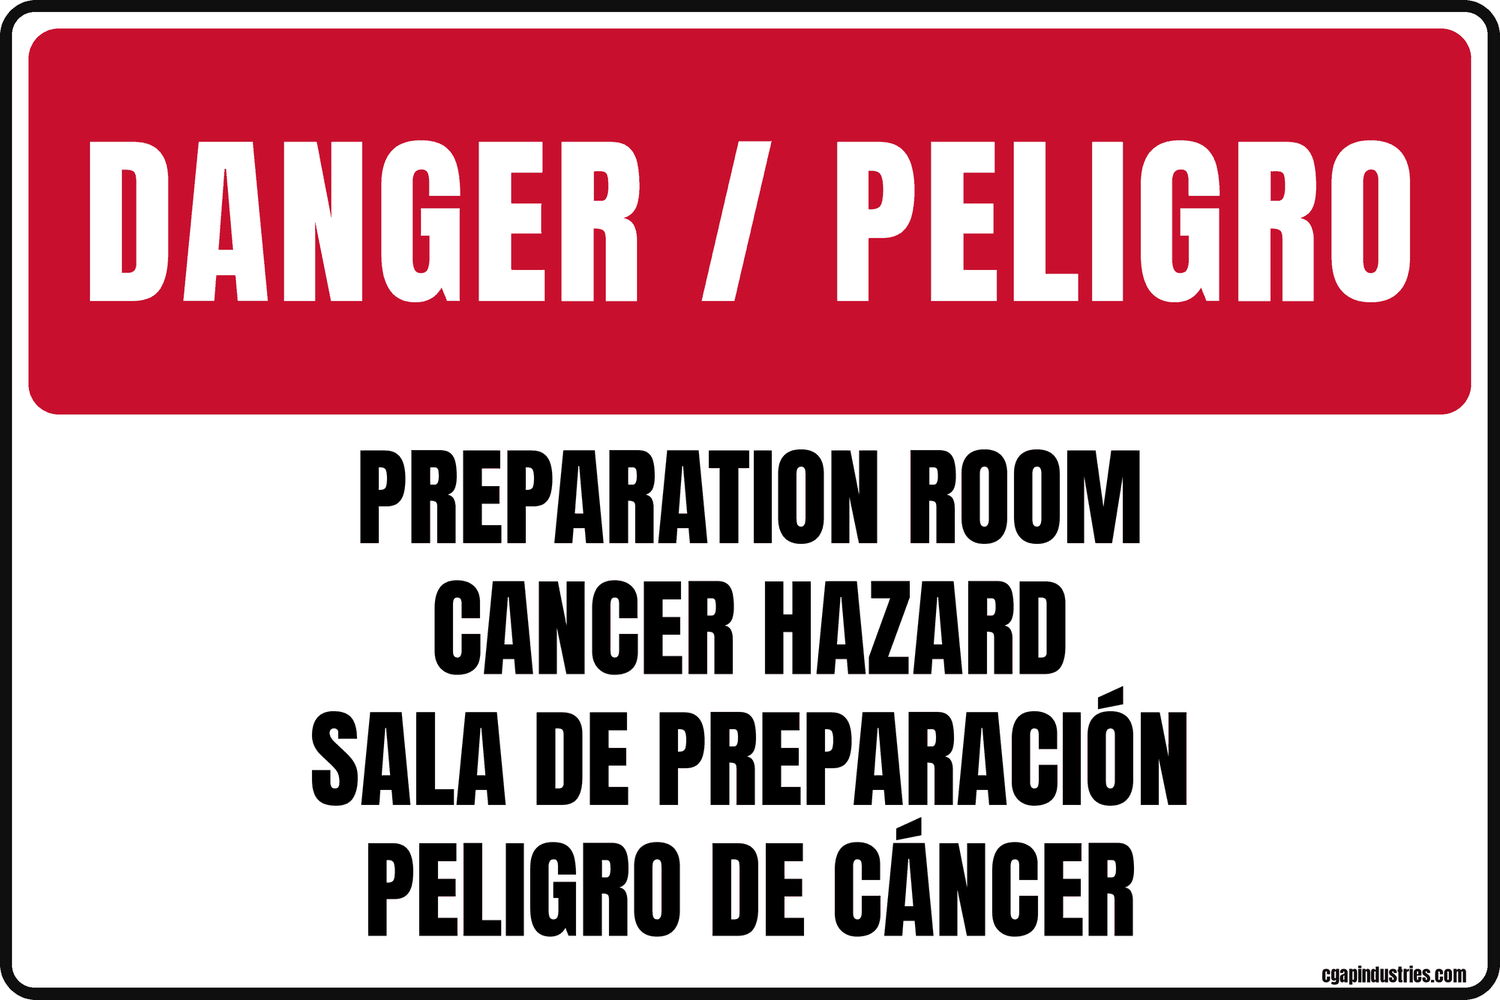 DANGER / PELIGRO
PREPARATION ROOM
CANCER HAZARD
SALA DE PREPARACIÓN
PELIGRO DE CÁNCER
cgapindustries.com